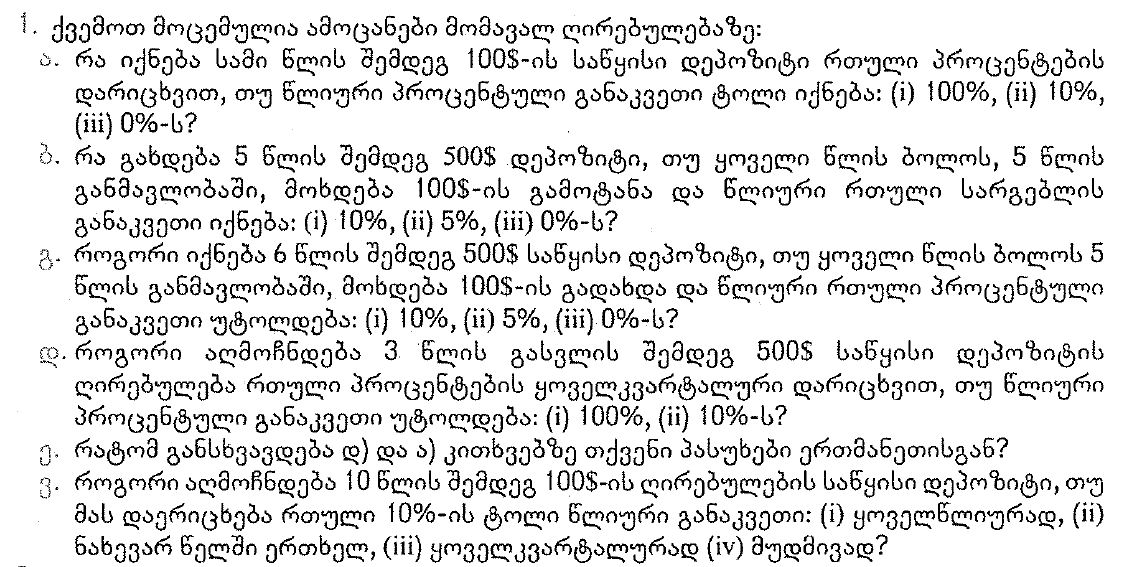 1. ქვემოთ მოცემულია ამოცანები მომავალ ღირებულებაზე:
ა. რა იქნება სამი წლის შემდეგ 100$-ის საწყისი დეპოზიტი რთული პროცენტების
დარიცხვით, თუ წლიური პროცენტული განაკვეთი ტოლი იქნება: (i) 100%, (ii) 10%,
(iii) 0%-ს?
ბ. რა გახდება 5 წლის შემდეგ 500$ დეპოზიტი, თუ ყოველი წლის ბოლოს, 5 წლის
განმავლობაში, მოხდება 100$-ის გამოტანა და წლიური რთული სარგებლის
განაკვეთი იქნება: (i) 10%, (ii) 5%, (iii) 0%-ს?
გ. როგორი იქნება 6 წლის შემდეგ 500$ საწყისი დეპოზიტი, თუ ყოველი წლის ბოლოს 5
წლის განმავლობაში, მოხდება 100$-ის გადახდა და წლიური რთული პროცენტული
განაკვეთი უტოლდება: (i) 10%, (ii) 5%, (iii) 0%-ს?
დ. როგორი აღმოჩნდება 3 წლის გასვლის შემდეგ 500$ საწყისი დეპოზიტის
ღირებულება რთული პროცენტების ყოველკვარტალური დარიცხვით, თუ წლიური
პროცენტული განაკვეთი უტოლდება: (i) 100%, (ii) 10%-ს?
ე. რატომ განსხვავდება დ) და ა) კითხვებზე თქვენი პასუხები ერთმანეთისგან?
ვ. როგორი აღმოჩნდება 10 წლის შემდეგ 100$-ის ღირებულების საწყისი დეპოზიტი, თუ
მას დაერიცხება რთული 10%-ის ტოლი წლიური განაკვეთი: (i) ყოველწლიურად, (ii)
ნახევარ წელში ერთხელ, (iii) ყოველკვარტალურად (iv) მუდმივად?